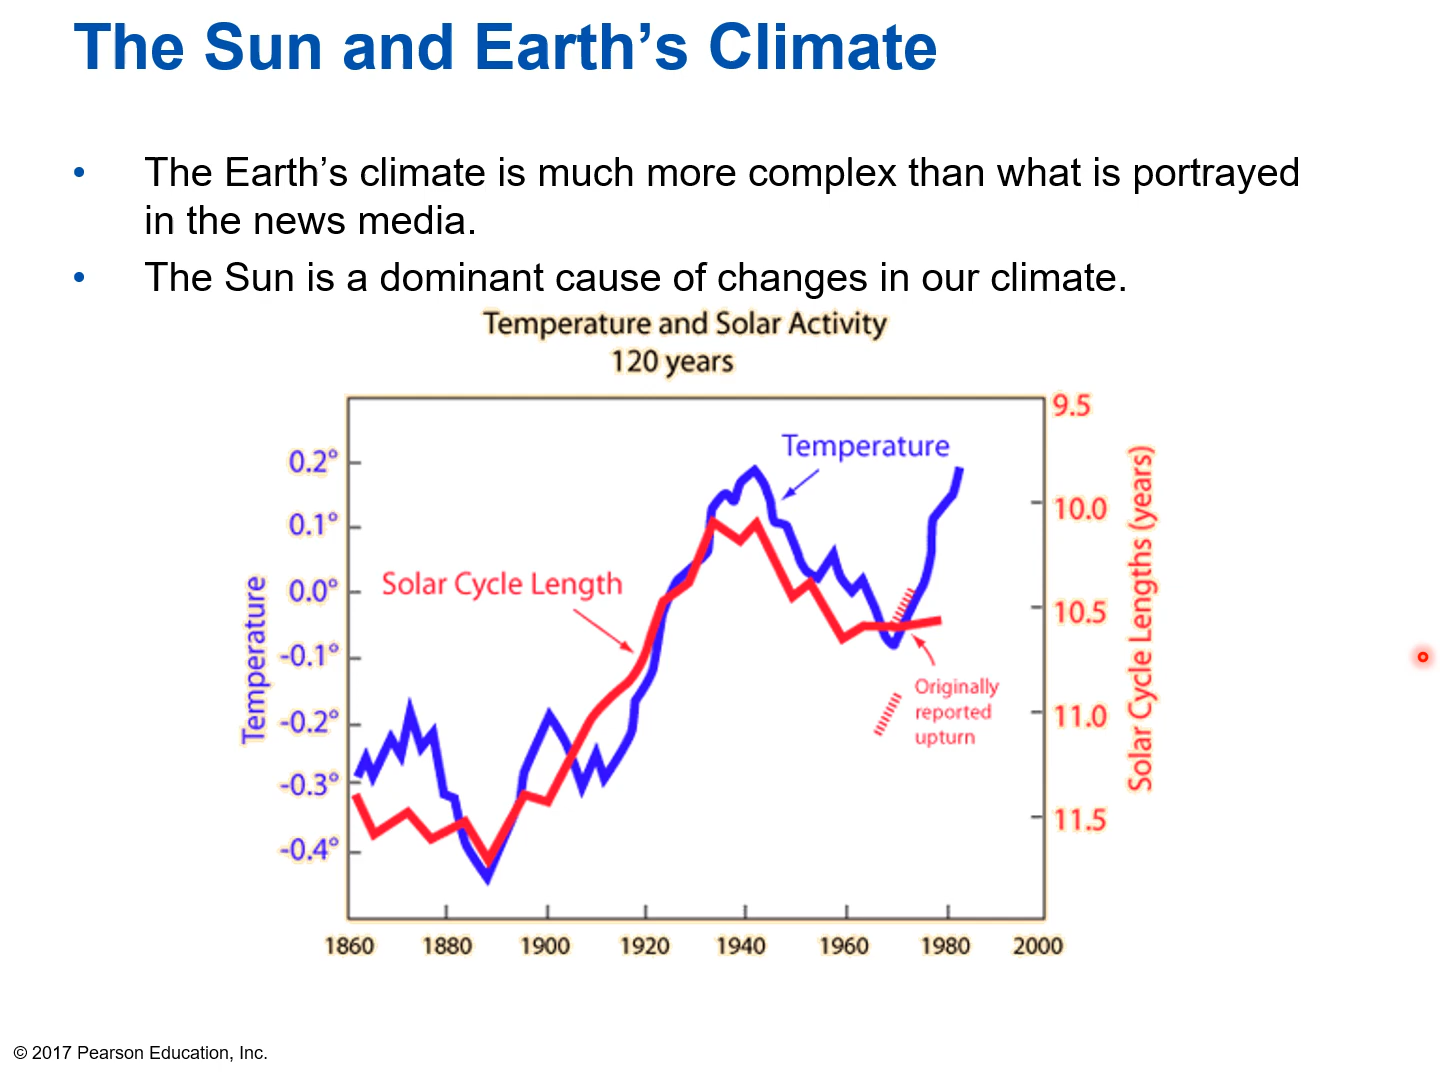 The Sun and Earth’s Climate
• The Earth’s climate is much more complex than what is portrayed
in the news media.
• The Sun is a dominant cause of changes in our climate.
Temperature and Solar Activity
120 years
9.5
Temperature
0.2°
10.0
0.1°
Solar Cycle Length
0.0°
10.5
-0.1°
Originally
reported
upturn
-0.2°
11.0
-0.3°
11.5
-0.4°
Temperature
Solar Cycle Lengths (years)
1860 1880 1900 1920 1940 1960 1980 2000
© 2017 Pearson Education, Inc.